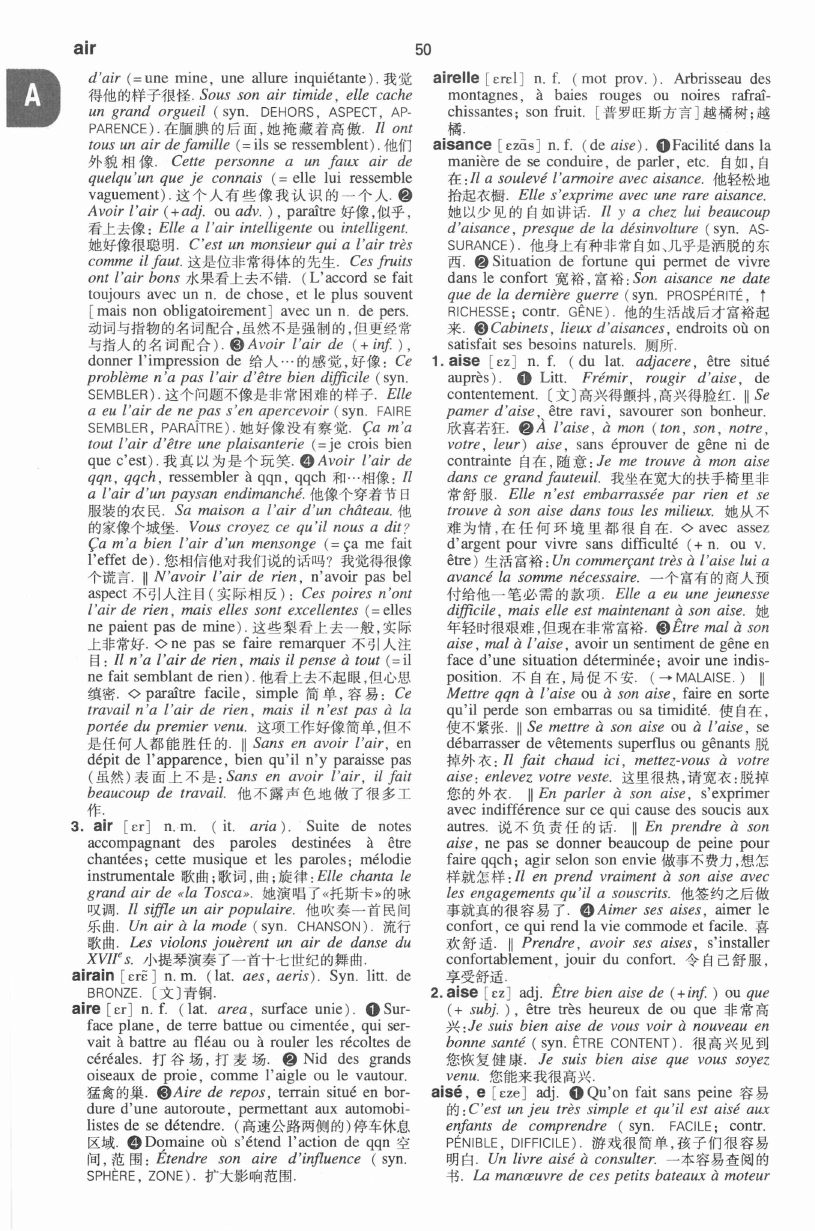 air
50
A
d'air (= une mine, une allure inquiétante). 我觉
得他的样子很怪. Sous son air timide, elle cache
un grand orgueil (syn. DEHORS, ASPECT, AP-
PARENCE). 在腼腆的后面,她掩藏着高傲. Il ont
tous un air de famille (= ils se ressemblent). 他们
外貌相像. Cette personne a un faux air de
quelqu'un que je connais (= elle lui ressemble
vaguement). 这个人有些像我认识的一个人. ❷
Avoir l'air (+ adj. ou adv.), paraître 好像,似乎,
看上去像: Elle a l'air intelligente ou intelligent.
她好像很聪明. C'est un monsieur qui a l'air très
comme il faut. 这是位非常得体的先生. Ces fruits
ont l'air bons 水果看上去不错. (L'accord se fait
toujours avec un n. de chose, et le plus souvent
[mais non obligatoirement] avec un n. de pers.
动词与指物的名词配合,虽然不是强制的,但更经常
与指人的名词配合). ❸ Avoir l'air de (+ inf.),
donner l'impression de 给人…的感觉,好像: Ce
problème n'a pas l'air d'être bien difficile (syn.
SEMBLER). 这个问题不像是非常困难的样子. Elle
a eu l'air de ne pas s'en apercevoir (syn. FAIRE
SEMBLER, PARAÎTRE). 她好像没有察觉. Ça m'a
tout l'air d'être une plaisanterie (= je crois bien
que c'est). 我真以为是个玩笑. ❹ Avoir l'air de
qqn, qqch, ressembler à qqn, qqch 和…相像: Il
a l'air d'un paysan endimanché. 他像个穿着节日
服装的农民. Sa maison a l'air d'un château. 他
的家像个城堡. Vous croyez ce qu'il nous a dit?
Ça m'a bien l'air d'un mensonge (= ça me fait
l'effet de). 您相信他对我们说的话吗? 我觉得很像
个谎言. ‖ N'avoir l'air de rien, n'avoir pas bel
aspect 不引人注目(实际相反): Ces poires n'ont
l'air de rien, mais elles sont excellentes (= elles
ne paient pas de mine). 这些梨看上去一般,实际
上非常好. ◇ ne pas se faire remarquer 不引人注
目: Il n'a l'air de rien, mais il pense à tout (= il
ne fait semblant de rien). 他看上去不起眼,但心思
缜密. ◇ paraître facile, simple 简单,容易: Ce
travail n'a l'air de rien, mais il n'est pas à la
portée du premier venu. 这项工作好像简单,但不
是任何人都能胜任的. ‖ Sans en avoir l'air, en
dépit de l'apparence, bien qu'il n'y paraisse pas
(虽然)表面上不是: Sans en avoir l'air, il fait
beaucoup de travail. 他不露声色地做了很多工
作.
3. air [ɛr] n. m. (it. aria). Suite de notes
accompagnant des paroles destinées à être
chantées; cette musique et les paroles; mélodie
instrumentale 歌曲;歌词,曲;旋律: Elle chanta le
grand air de «la Tosca». 她演唱了«托斯卡»的咏
叹调. Il siffle un air populaire. 他吹奏一首民间
乐曲. Un air à la mode (syn. CHANSON). 流行
歌曲. Les violons jouèrent un air de danse du
XVIIᵉ s. 小提琴演奏了一首十七世纪的舞曲.
airain [ɛrɛ̃] n. m. (lat. aes, aeris). Syn. litt. de
BRONZE. 〔文〕青铜.
aire [ɛr] n. f. (lat. area, surface unie). ❶ Sur-
face plane, de terre battue ou cimentée, qui ser-
vait à battre au fléau ou à rouler les récoltes de
céréales. 打谷场,打麦场. ❷ Nid des grands
oiseaux de proie, comme l'aigle ou le vautour.
猛禽的巢. ❸ Aire de repos, terrain situé en bor-
dure d'une autoroute, permettant aux automobi-
listes de se détendre. (高速公路两侧的)停车休息
区域. ❹ Domaine où s'étend l'action de qqn 空
间,范围: Étendre son aire d'influence (syn.
SPHÈRE, ZONE). 扩大影响范围.
airelle [ɛrɛl] n. f. (mot prov.). Arbrisseau des
montagnes, à baies rouges ou noires rafraî-
chissantes; son fruit. [普罗旺斯方言]越橘树;越
橘.
aisance [ɛzɑ̃s] n. f. (de aise). ❶ Facilité dans la
manière de se conduire, de parler, etc. 自如,自
在: Il a soulevé l'armoire avec aisance. 他轻松地
抬起衣橱. Elle s'exprime avec une rare aisance.
她以少见的自如讲话. Il y a chez lui beaucoup
d'aisance, presque de la désinvolture (syn. AS-
SURANCE). 他身上有种非常自如、几乎是洒脱的东
西. ❷ Situation de fortune qui permet de vivre
dans le confort 宽裕,富裕: Son aisance ne date
que de la dernière guerre (syn. PROSPÉRITÉ, ↑
RICHESSE; contr. GÊNE). 他的生活战后才富裕起
来. ❸ Cabinets, lieux d'aisances, endroits où on
satisfait ses besoins naturels. 厕所.
1. aise [ɛz] n. f. (du lat. adjacere, être situé
auprès). ❶ Litt. Frémir, rougir d'aise, de
contentement. 〔文〕高兴得颤抖,高兴得脸红. ‖ Se
pamer d'aise, être ravi, savourer son bonheur.
欣喜若狂. ❷ À l'aise, à mon (ton, son, notre,
votre, leur) aise, sans éprouver de gêne ni de
contrainte 自在,随意: Je me trouve à mon aise
dans ce grand fauteuil. 我坐在宽大的扶手椅里非
常舒服. Elle n'est embarrassée par rien et se
trouve à son aise dans tous les milieux. 她从不
难为情,在任何环境里都很自在. ◇ avec assez
d'argent pour vivre sans difficulté (+ n. ou v.
être) 生活富裕: Un commerçant très à l'aise lui a
avancé la somme nécessaire. 一个富有的商人预
付给他一笔必需的款项. Elle a eu une jeunesse
difficile, mais elle est maintenant à son aise. 她
年轻时很艰难,但现在非常富裕. ❸ Être mal à son
aise, mal à l'aise, avoir un sentiment de gêne en
face d'une situation déterminée; avoir une indis-
position. 不自在,局促不安. (→ MALAISE.) ‖
Mettre qqn à l'aise ou à son aise, faire en sorte
qu'il perde son embarras ou sa timidité. 使自在,
使不紧张. ‖ Se mettre à son aise ou à l'aise, se
débarrasser de vêtements superflus ou gênants 脱
掉外衣: Il fait chaud ici, mettez-vous à votre
aise; enlevez votre veste. 这里很热,请宽衣;脱掉
您的外衣. ‖ En parler à son aise, s'exprimer
avec indifférence sur ce qui cause des soucis aux
autres. 说不负责任的话. ‖ En prendre à son
aise, ne pas se donner beaucoup de peine pour
faire qqch; agir selon son envie 做事不费力,想怎
样就怎样: Il en prend vraiment à son aise avec
les engagements qu'il a souscrits. 他签约之后做
事就真的很容易了. ❹ Aimer ses aises, aimer le
confort, ce qui rend la vie commode et facile. 喜
欢舒适. ‖ Prendre, avoir ses aises, s'installer
confortablement, jouir du confort. 令自己舒服,
享受舒适.
2. aise [ɛz] adj. Être bien aise de (+ inf.) ou que
(+ subj.), être très heureux de ou que 非常高
兴: Je suis bien aise de vous voir à nouveau en
bonne santé (syn. ÊTRE CONTENT). 很高兴见到
您恢复健康. Je suis bien aise que vous soyez
venu. 您能来我很高兴.
aisé, e [ɛze] adj. ❶ Qu'on fait sans peine 容易
的: C'est un jeu très simple et qu'il est aisé aux
enfants de comprendre (syn. FACILE; contr.
PÉNIBLE, DIFFICILE). 游戏很简单,孩子们很容易
明白. Un livre aisé à consulter. 一本容易查阅的
书. La manœuvre de ces petits bateaux à moteur